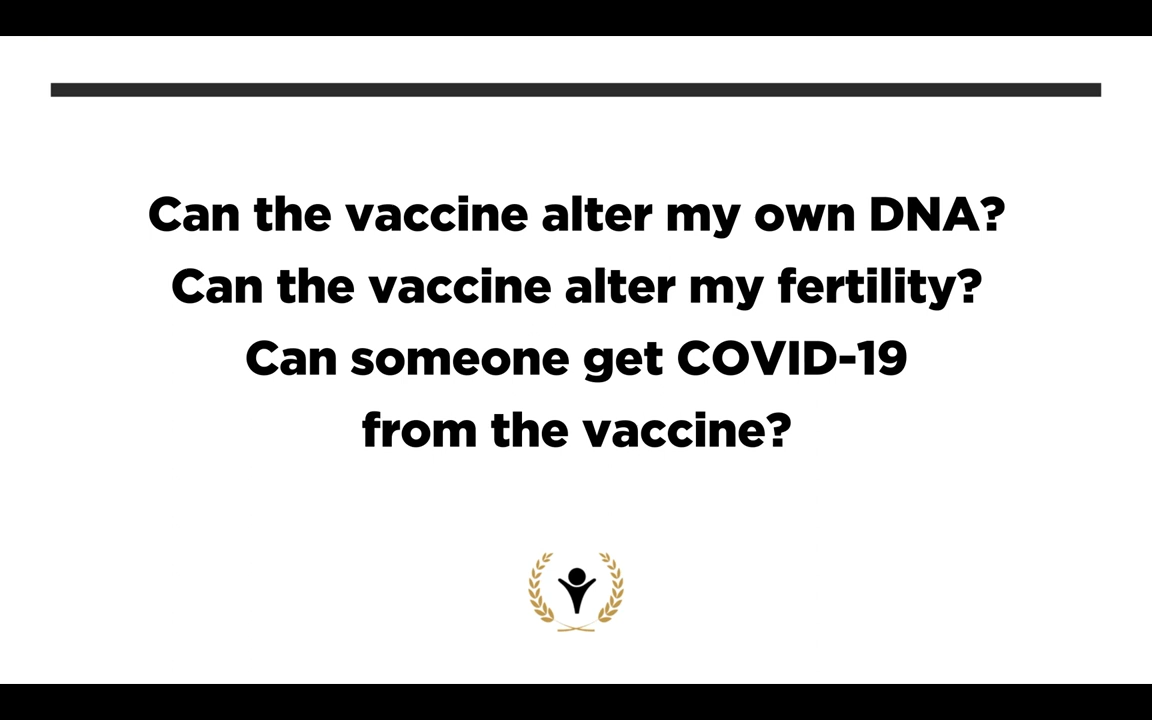 Can the vaccine alter my own DNA?
Can the vaccine alter my fertility?
Can someone get COVID-19
from the vaccine?